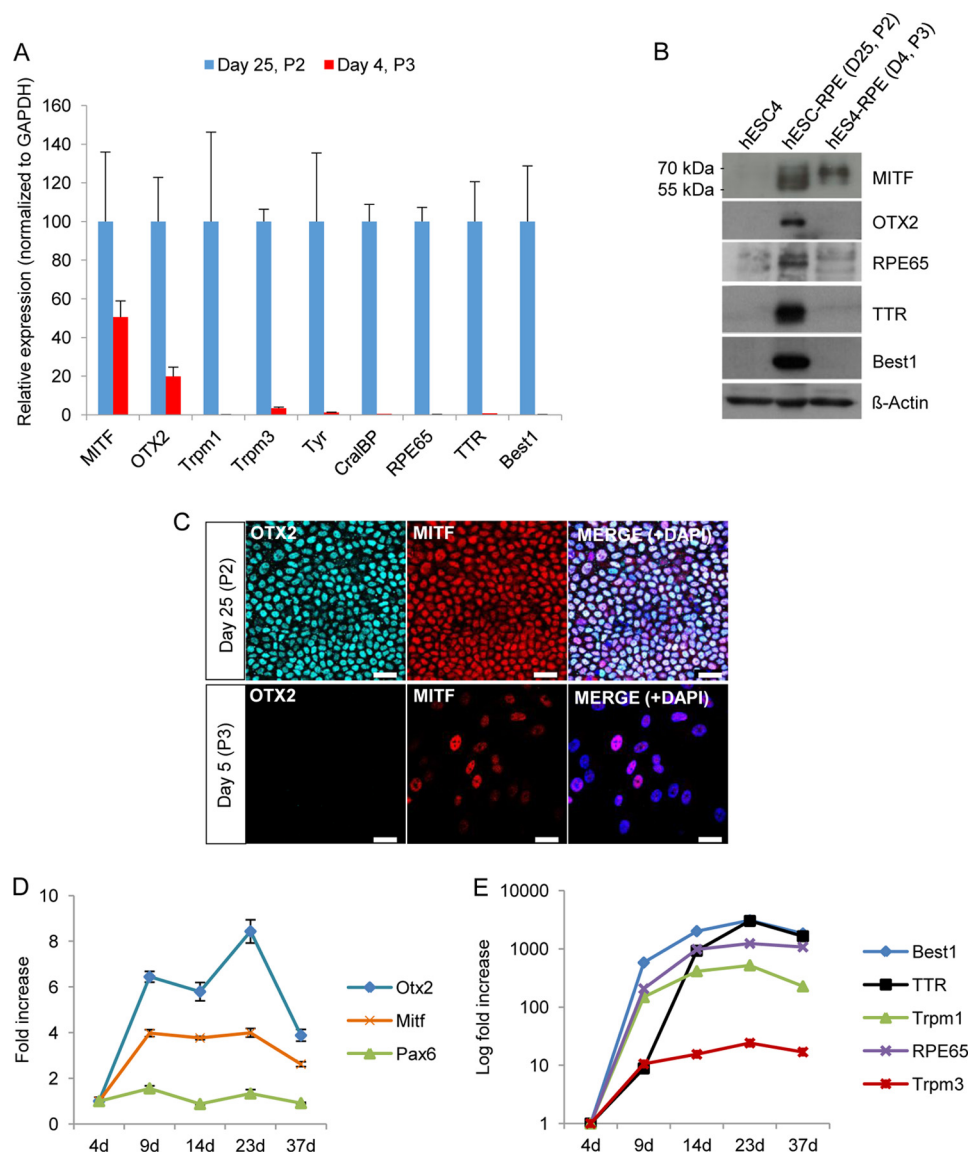 A
Day 25, P2
Day 4, P3
Relative expression (normalized to GAPDH)
160
140
120
100
80
60
40
20
0
MITF
OTX2
Trpm1
Trpm3
Tyr
CralBP
RPE65
TTR
Best1
B
hESC4
hESC-RPE (D25, P2)
hES4-RPE (D4, P3)
70 kDa
55 kDa
MITF
OTX2
RPE65
TTR
Best1
ß-Actin
C
Day 25 (P2)
OTX2
MITF
MERGE (+DAPI)
Day 5 (P3)
OTX2
MITF
MERGE (+DAPI)
D
Fold increase
10
8
6
4
2
0
4d
9d
14d
23d
37d
Otx2
Mitf
Pax6
E
Log fold increase
10000
1000
100
10
1
4d
9d
14d
23d
37d
Best1
TTR
Trpm1
RPE65
Trpm3